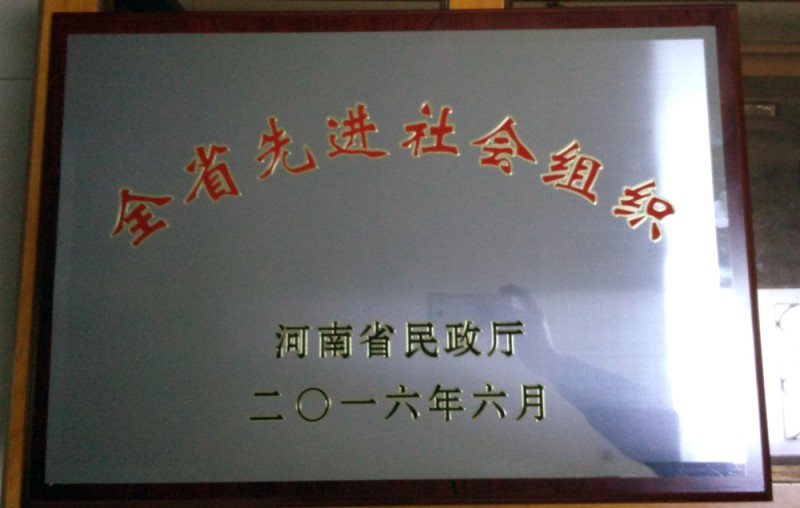 全省先进社会组织
河南省民政厅
二〇一六年六月